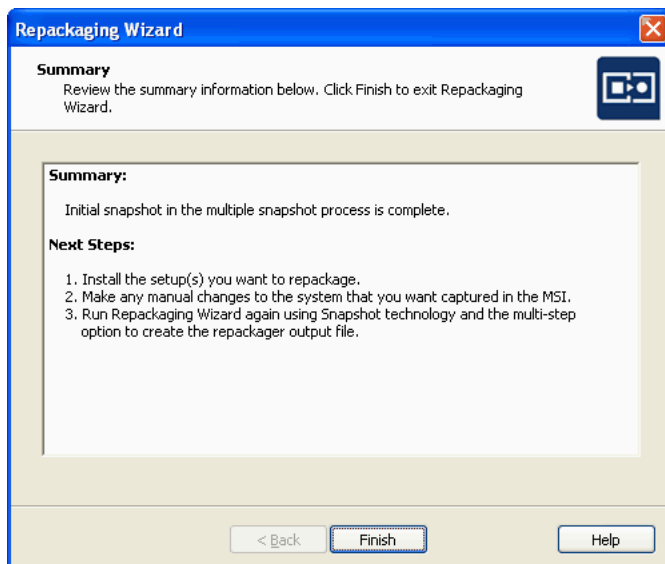 Repackaging Wizard
Summary
Review the summary information below. Click Finish to exit Repackaging
Wizard.
Summary:
Initial snapshot in the multiple snapshot process is complete.
Next Steps:
1. Install the setup(s) you want to repackage.
2. Make any manual changes to the system that you want captured in the MSI.
3. Run Repackaging Wizard again using Snapshot technology and the multi-step
option to create the repackager output file.
< Back
Finish
Help